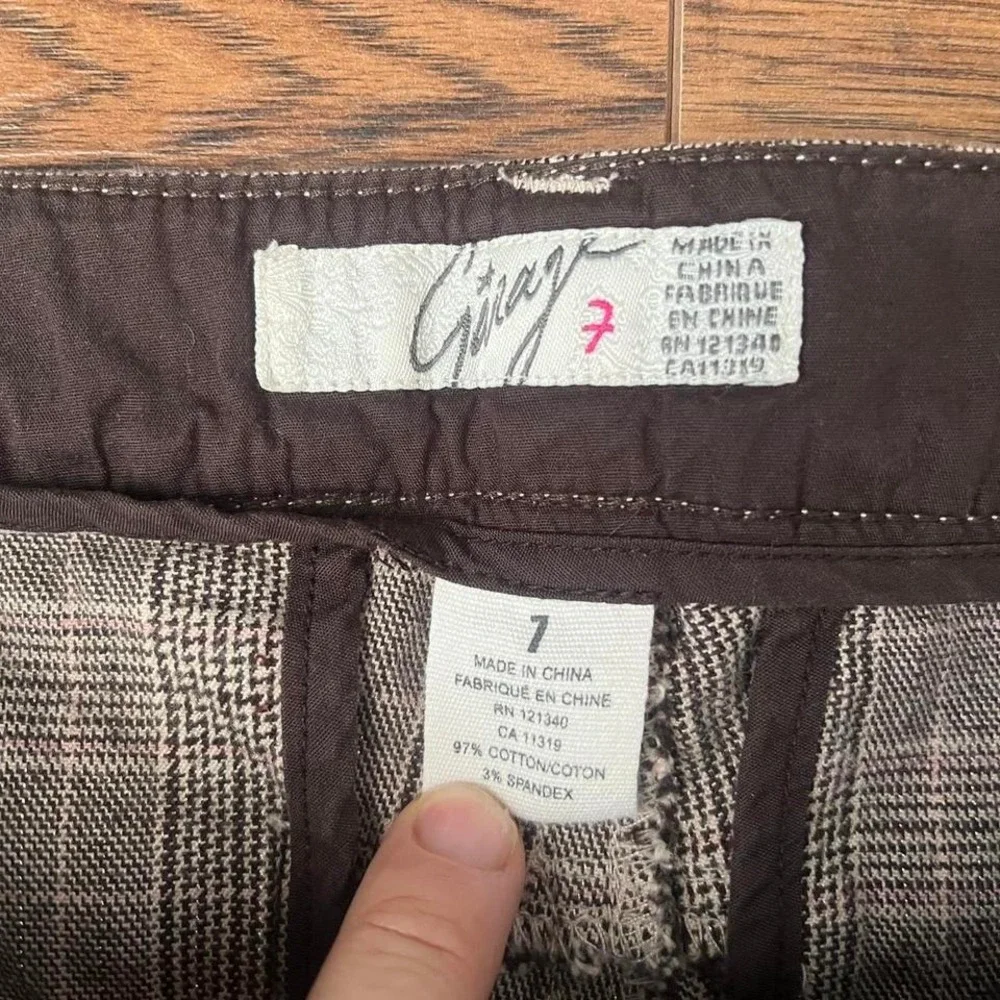 Garage
7
MADE IN
CHINA
FABRIQUE
EN CHINE
RN 121340
CA11319
7
MADE IN CHINA
FABRIQUÉ EN CHINE
RN 121340
CA 11319
97% COTTON/COTON
3% SPANDEX